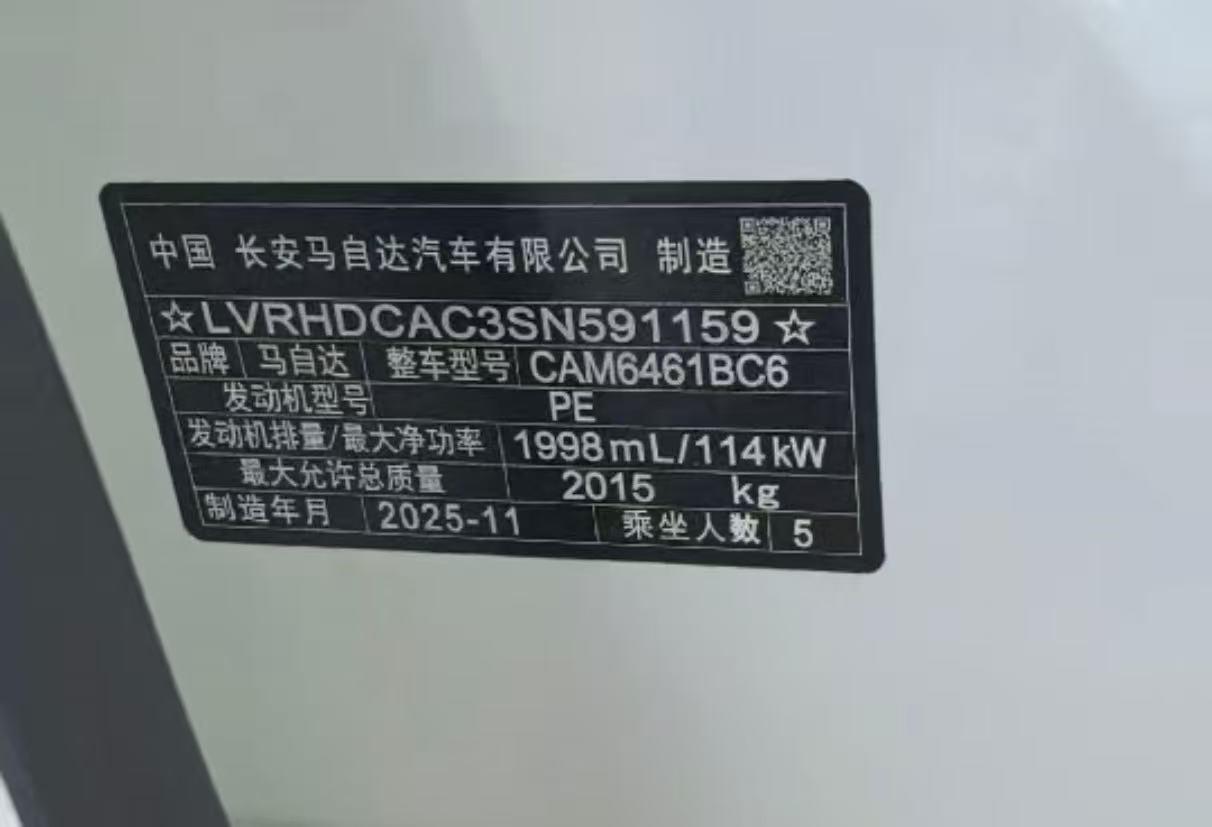 中国 长安马自达汽车有限公司 制造
☆LVRHDCAC3SN591159☆
品牌 马自达 整车型号 CAM6461BC6
发动机型号 PE
发动机排量/最大净功率 1998mL/114kW
最大允许总质量 2015 kg
制造年月 2025-11 乘坐人数 5